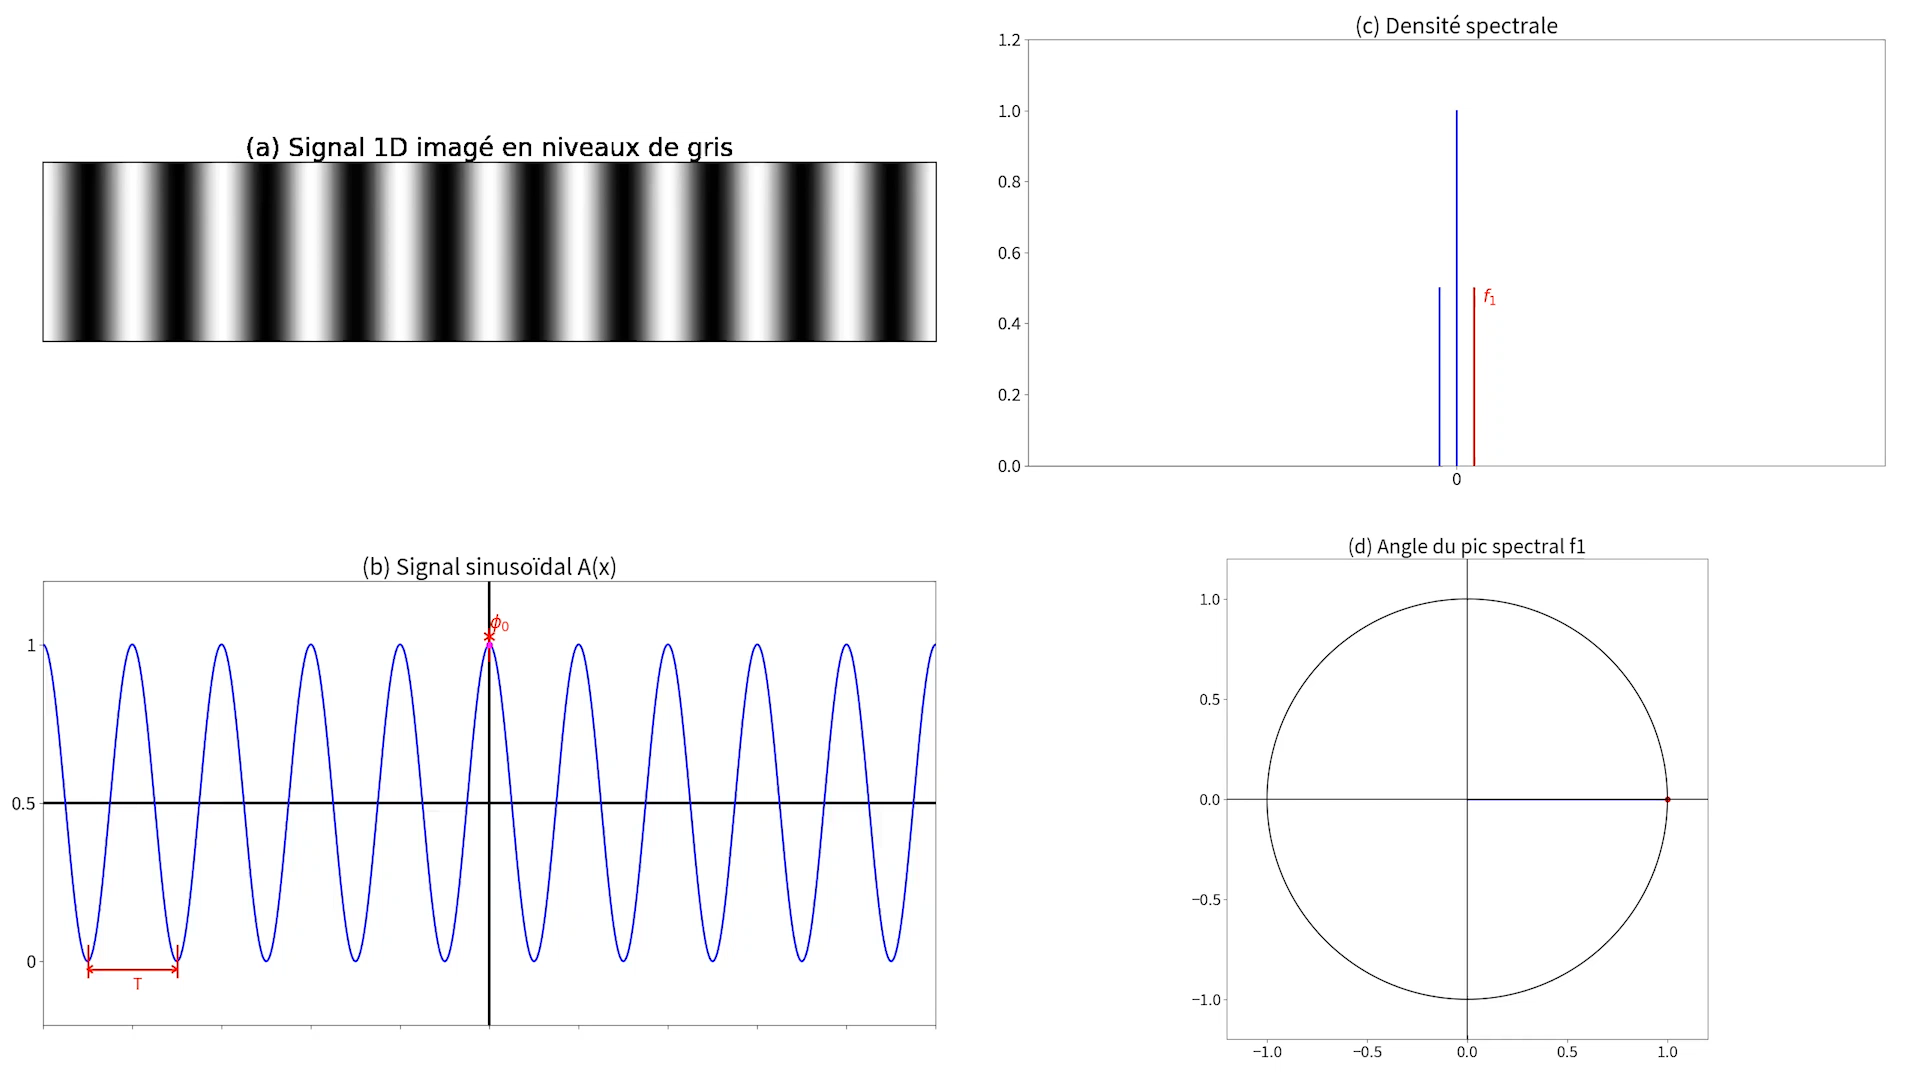 (a) Signal 1D imagé en niveaux de gris
(b) Signal sinusoïdal A(x)
ϕ₀
1
0.5
0
T
(c) Densité spectrale
1.2
1.0
0.8
0.6
0.4
0.2
0.0
f₁
0
(d) Angle du pic spectral f1
1.0
0.5
0.0
−0.5
−1.0
−1.0 −0.5 0.0 0.5 1.0